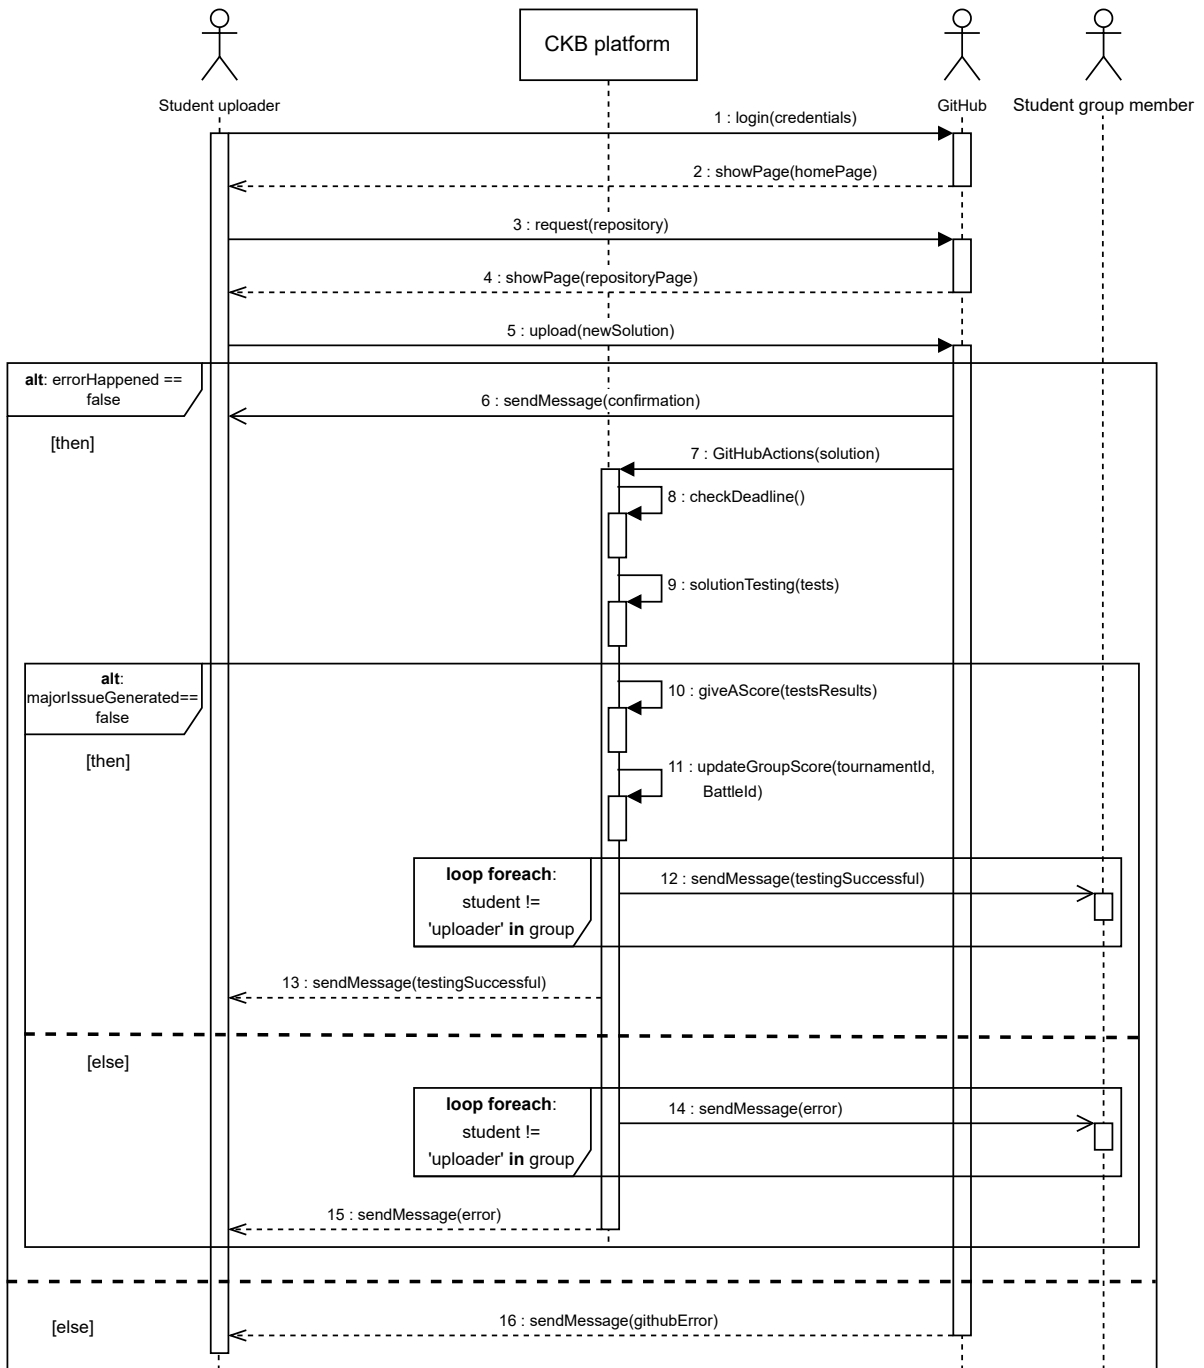 CKB platform
Student uploader
GitHub
Student group member
1 : login(credentials)
2 : showPage(homePage)
3 : request(repository)
4 : showPage(repositoryPage)
5 : upload(newSolution)
alt: errorHappened ==
false
6 : sendMessage(confirmation)
[then]
7 : GitHubActions(solution)
8 : checkDeadline()
9 : solutionTesting(tests)
alt:
majorIssueGenerated==
false
10 : giveAScore(testsResults)
[then]
11 : updateGroupScore(tournamentId,
BattleId)
loop foreach:
student !=
'uploader' in group
12 : sendMessage(testingSuccessful)
13 : sendMessage(testingSuccessful)
[else]
loop foreach:
student !=
'uploader' in group
14 : sendMessage(error)
15 : sendMessage(error)
[else]
16 : sendMessage(githubError)